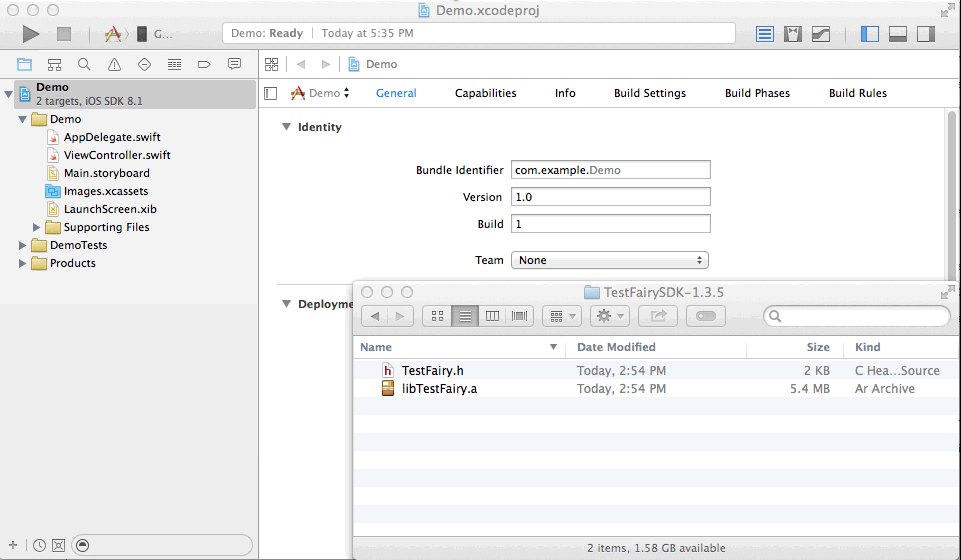 Demo.xcodeproj
G...
Demo: Ready | Today at 5:35 PM
Demo
Demo
2 targets, iOS SDK 8.1
Demo
AppDelegate.swift
ViewController.swift
Main.storyboard
Images.xcassets
LaunchScreen.xib
Supporting Files
DemoTests
Products
Demo General Capabilities Info Build Settings Build Phases Build Rules
Identity
Bundle Identifier com.example.Demo
Version 1.0
Build 1
Team None
Deployme
TestFairySDK-1.3.5
Name Date Modified Size Kind
h TestFairy.h Today, 2:54 PM 2 KB C Hea...Source
libTestFairy.a Today, 2:54 PM 5.4 MB Ar Archive
2 items, 1.58 GB available